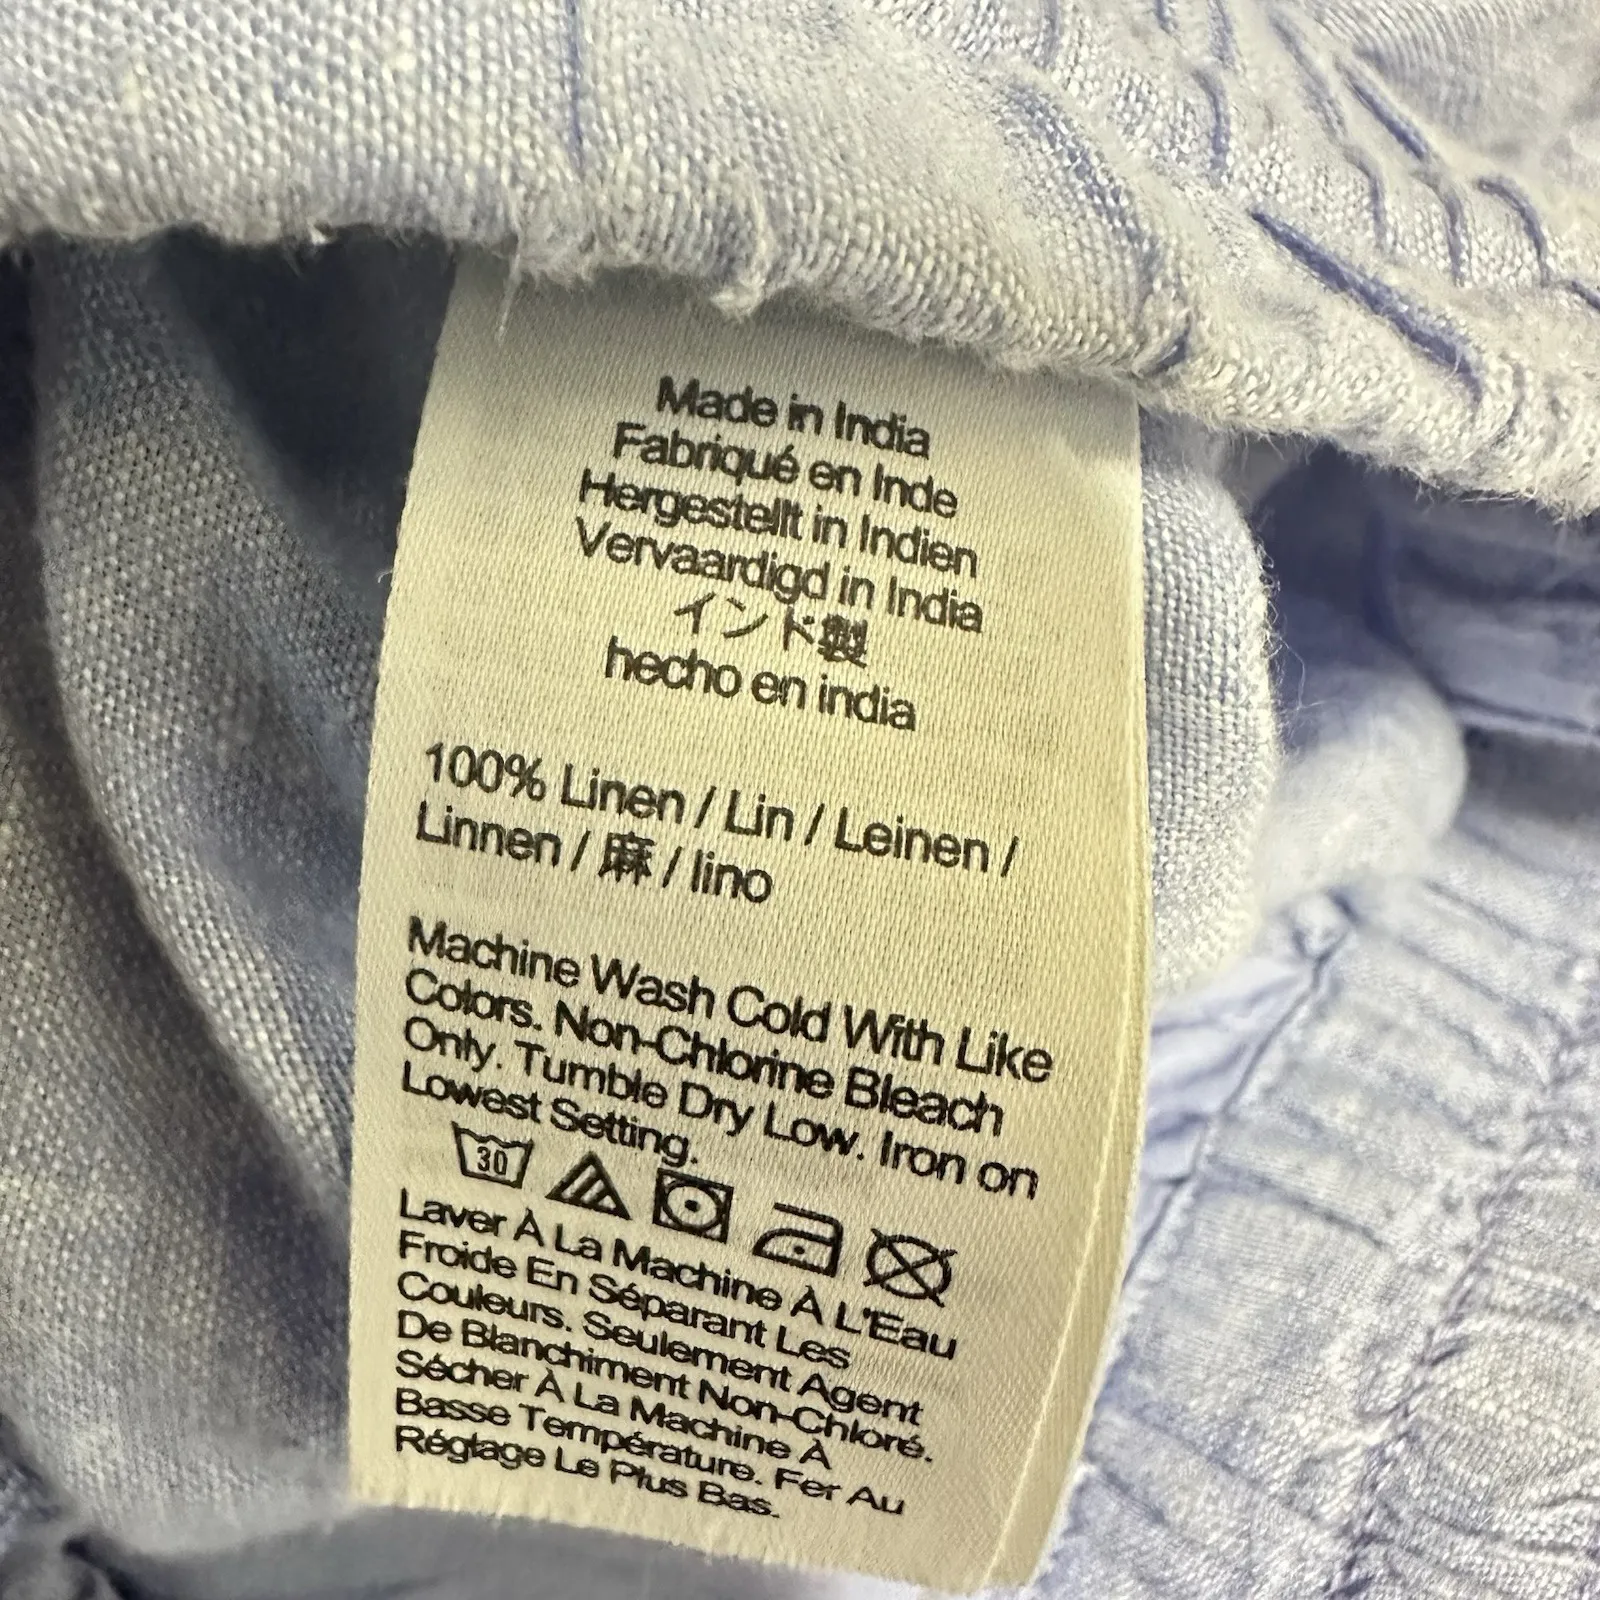 Made in India
Fabriqué en Inde
Hergestellt in Indien
Vervaardigd in India
インド製
hecho en india
100% Linen / Lin / Leinen /
Linnen / 麻 / lino
Machine Wash Cold With Like
Colors. Non-Chlorine Bleach
Only. Tumble Dry Low. Iron on
Lowest Setting.
30
Laver À La Machine À L'Eau
Froide En Séparant Les
Couleurs. Seulement Agent
De Blanchiment Non-Chloré.
Sécher À La Machine À
Basse Température. Fer Au
Réglage Le Plus Bas.